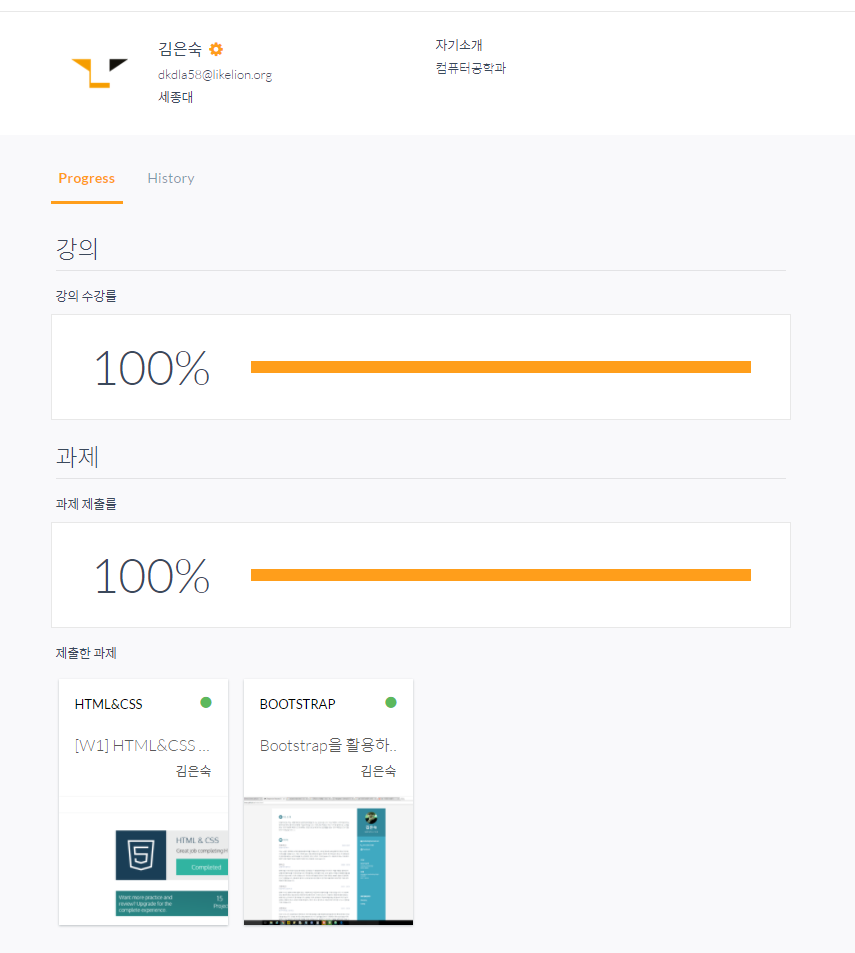 김은숙
dkdla58@likelion.org
세종대
자기소개
컴퓨터공학과
Progress
History
강의
강의 수강률
100%
과제
과제 제출률
100%
제출한 과제
HTML&CSS
[W1] HTML&CSS ...
김은숙
HTML & CSS
Great job completing H
Completed
Want more practice and
review? Upgrade for the
complete experience.
15
Proje
BOOTSTRAP
Bootstrap을 활용하..
김은숙
김은숙